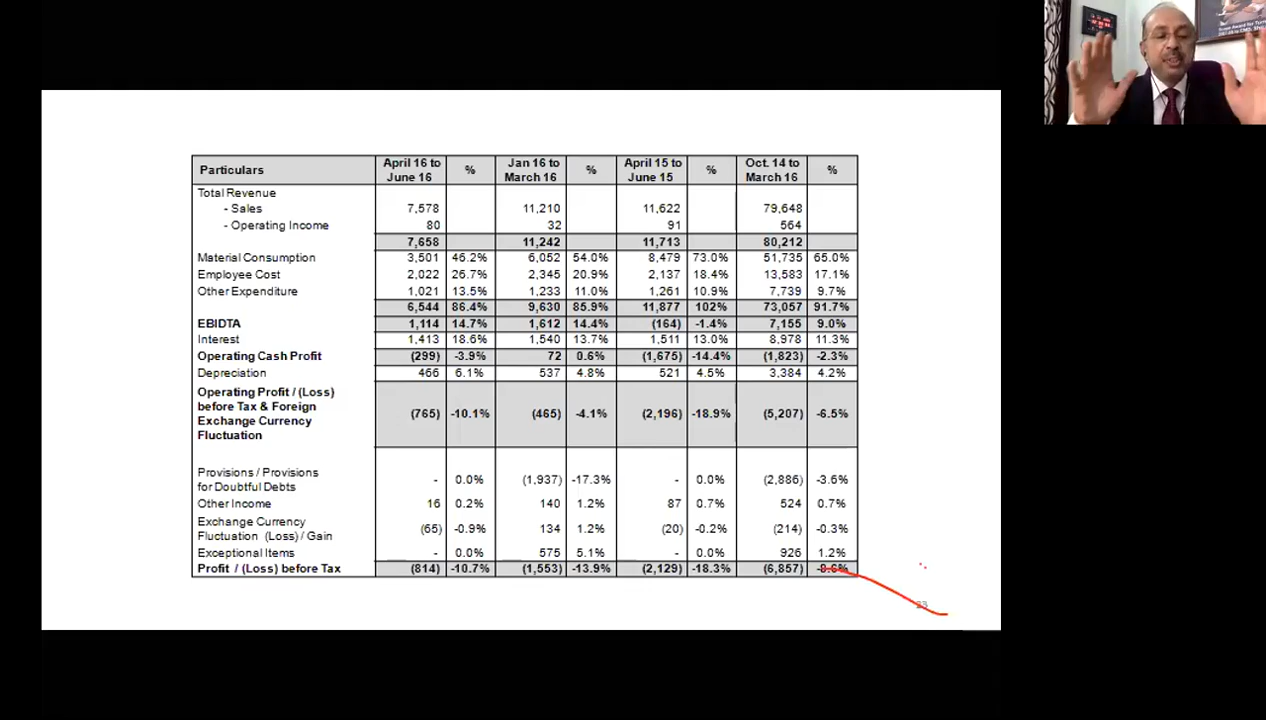 Particulars April 16 to June 16 % Jan 16 to March 16 % April 15 to June 15 % Oct. 14 to March 16 %
Total Revenue
- Sales 7,578 11,210 11,622 79,648
- Operating Income 80 32 91 564
7,658 11,242 11,713 80,212
Material Consumption 3,501 46.2% 6,052 54.0% 8,479 73.0% 51,735 65.0%
Employee Cost 2,022 26.7% 2,345 20.9% 2,137 18.4% 13,583 17.1%
Other Expenditure 1,021 13.5% 1,233 11.0% 1,261 10.9% 7,739 9.7%
6,544 86.4% 9,630 85.9% 11,877 102% 73,057 91.7%
EBIDTA 1,114 14.7% 1,612 14.4% (164) -1.4% 7,155 9.0%
Interest 1,413 18.6% 1,540 13.7% 1,511 13.0% 8,978 11.3%
Operating Cash Profit (299) -3.9% 72 0.6% (1,675) -14.4% (1,823) -2.3%
Depreciation 466 6.1% 537 4.8% 521 4.5% 3,384 4.2%
Operating Profit / (Loss)
before Tax & Foreign
Exchange Currency
Fluctuation (765) -10.1% (465) -4.1% (2,196) -18.9% (5,207) -6.5%
Provisions / Provisions
for Doubtful Debts - 0.0% (1,937) -17.3% - 0.0% (2,886) -3.6%
Other Income 16 0.2% 140 1.2% 87 0.7% 524 0.7%
Exchange Currency
Fluctuation (Loss) / Gain (65) -0.9% 134 1.2% (20) -0.2% (214) -0.3%
Exceptional Items - 0.0% 575 5.1% - 0.0% 926 1.2%
Profit / (Loss) before Tax (814) -10.7% (1,553) -13.9% (2,129) -18.3% (6,857) -8.6%
23